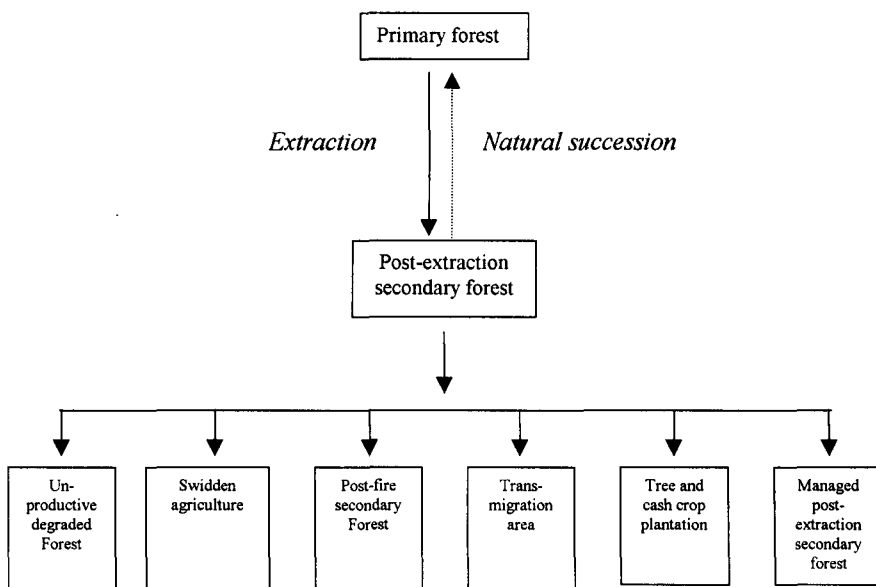 Primary forest
Extraction
Natural succession
Post-extraction
secondary forest
Un-
productive
degraded
Forest
Swidden
agriculture
Post-fire
secondary
Forest
Trans-
migration
area
Tree and
cash crop
plantation
Managed
post-
extraction
secondary
forest